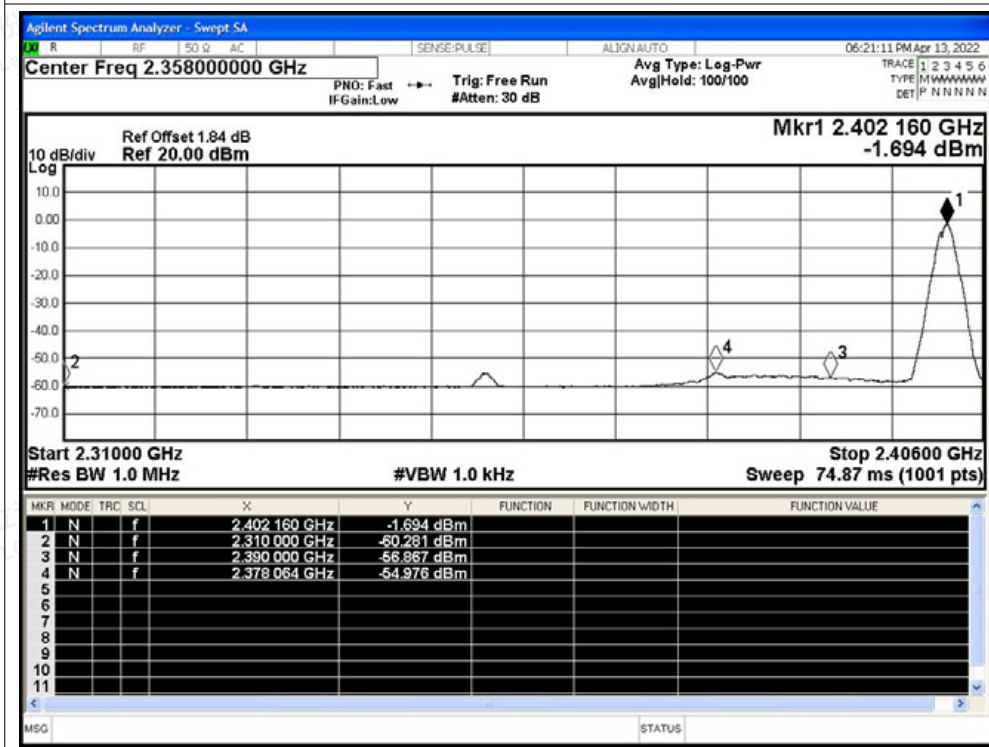 Agilent Spectrum Analyzer - Swept SA
LXI R RF 50 Ω AC SENSE:PULSE ALIGN AUTO 06:21:11 PM Apr 13, 2022
Center Freq 2.358000000 GHz Avg Type: Log-Pwr TRACE 1 2 3 4 5 6
PNO: Fast Trig: Free Run Avg|Hold: 100/100 TYPE M WWWWW
IFGain:Low #Atten: 30 dB DET P N N N N N
Mkr1 2.402 160 GHz
Ref Offset 1.84 dB
10 dB/div Ref 20.00 dBm -1.694 dBm
Log
10.0
1
0.00
-10.0
-20.0
-30.0
-40.0
4
3
-50.0
2
-60.0
-70.0
Start 2.31000 GHz Stop 2.40600 GHz
#Res BW 1.0 MHz #VBW 1.0 kHz Sweep 74.87 ms (1001 pts)
MKR MODE TRC SCL X Y FUNCTION FUNCTION WIDTH FUNCTION VALUE
1 N f 2.402 160 GHz -1.694 dBm
2 N f 2.310 000 GHz -60.281 dBm
3 N f 2.390 000 GHz -56.867 dBm
4 N f 2.378 064 GHz -54.976 dBm
5
6
7
8
9
10
11
MSG STATUS